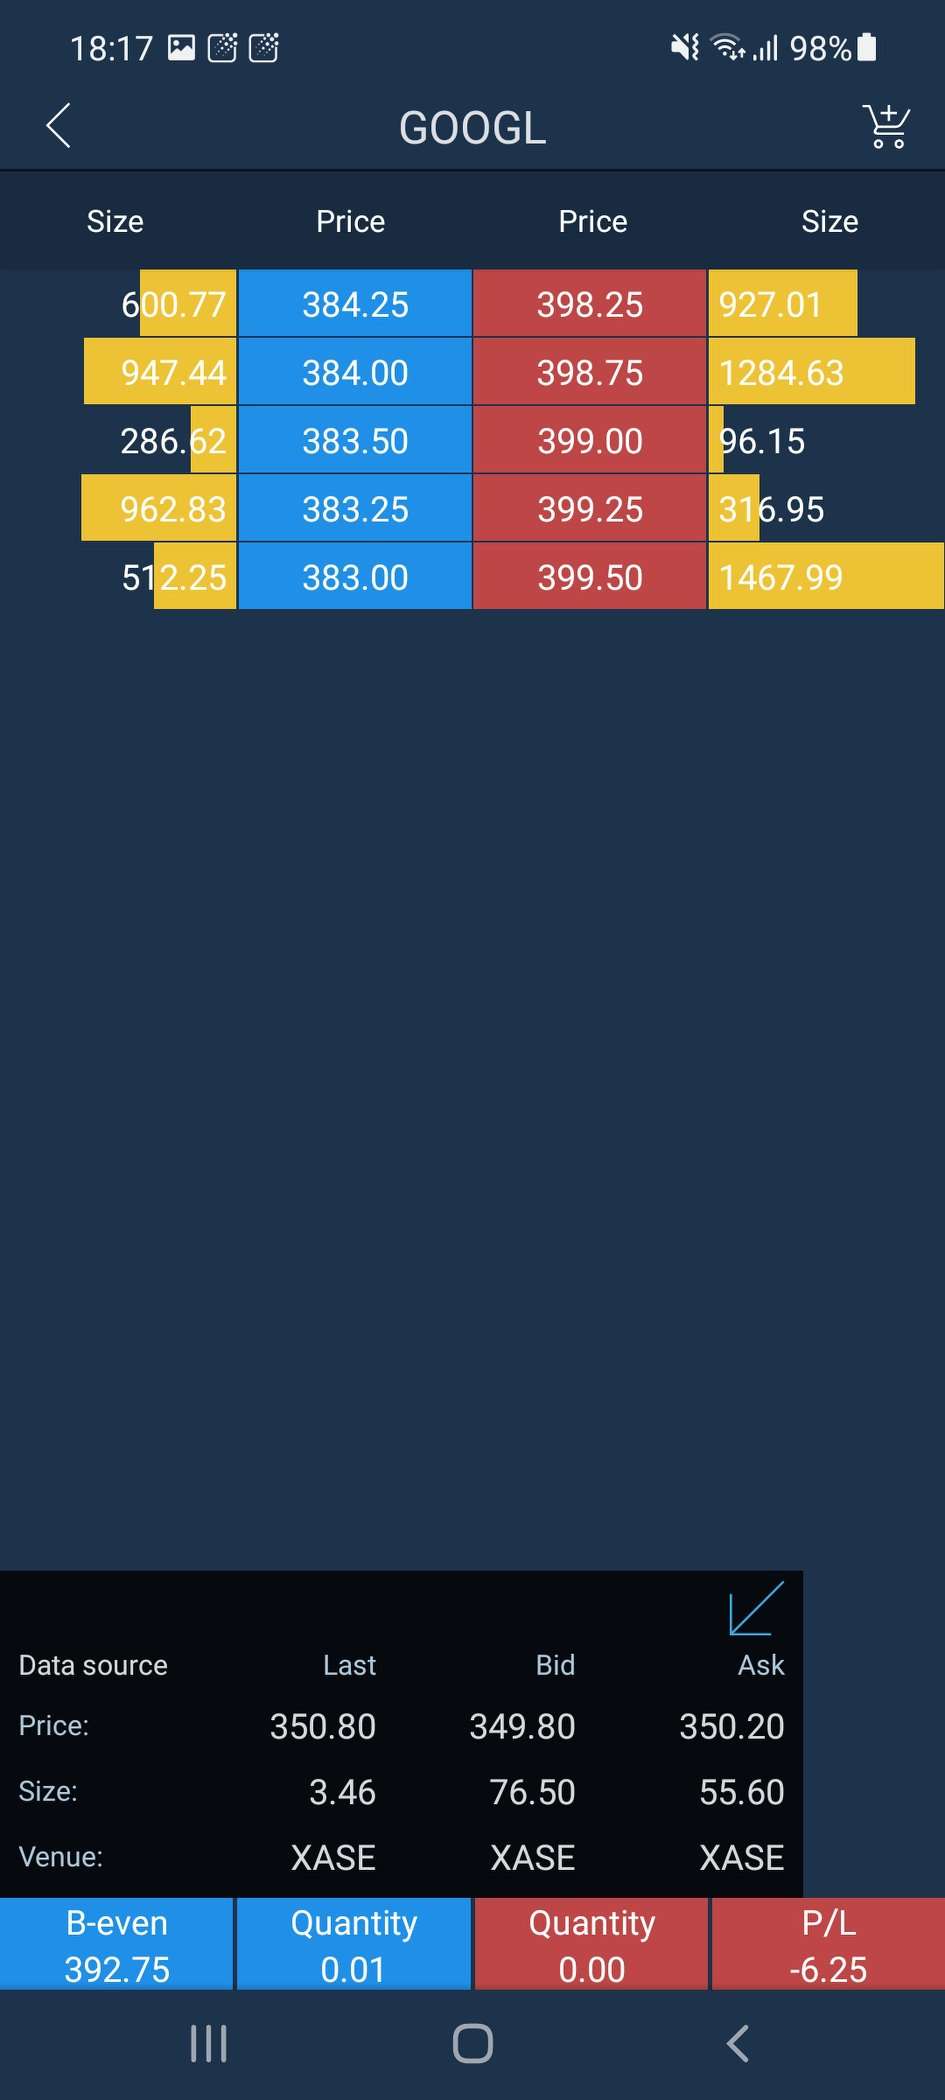 18:17 98%
GOOGL
Size Price Price Size
600.77 384.25 398.25 927.01
947.44 384.00 398.75 1284.63
286.62 383.50 399.00 96.15
962.83 383.25 399.25 316.95
512.25 383.00 399.50 1467.99
Data source Last Bid Ask
Price: 350.80 349.80 350.20
Size: 3.46 76.50 55.60
Venue: XASE XASE XASE
B-even Quantity Quantity P/L
392.75 0.01 0.00 -6.25